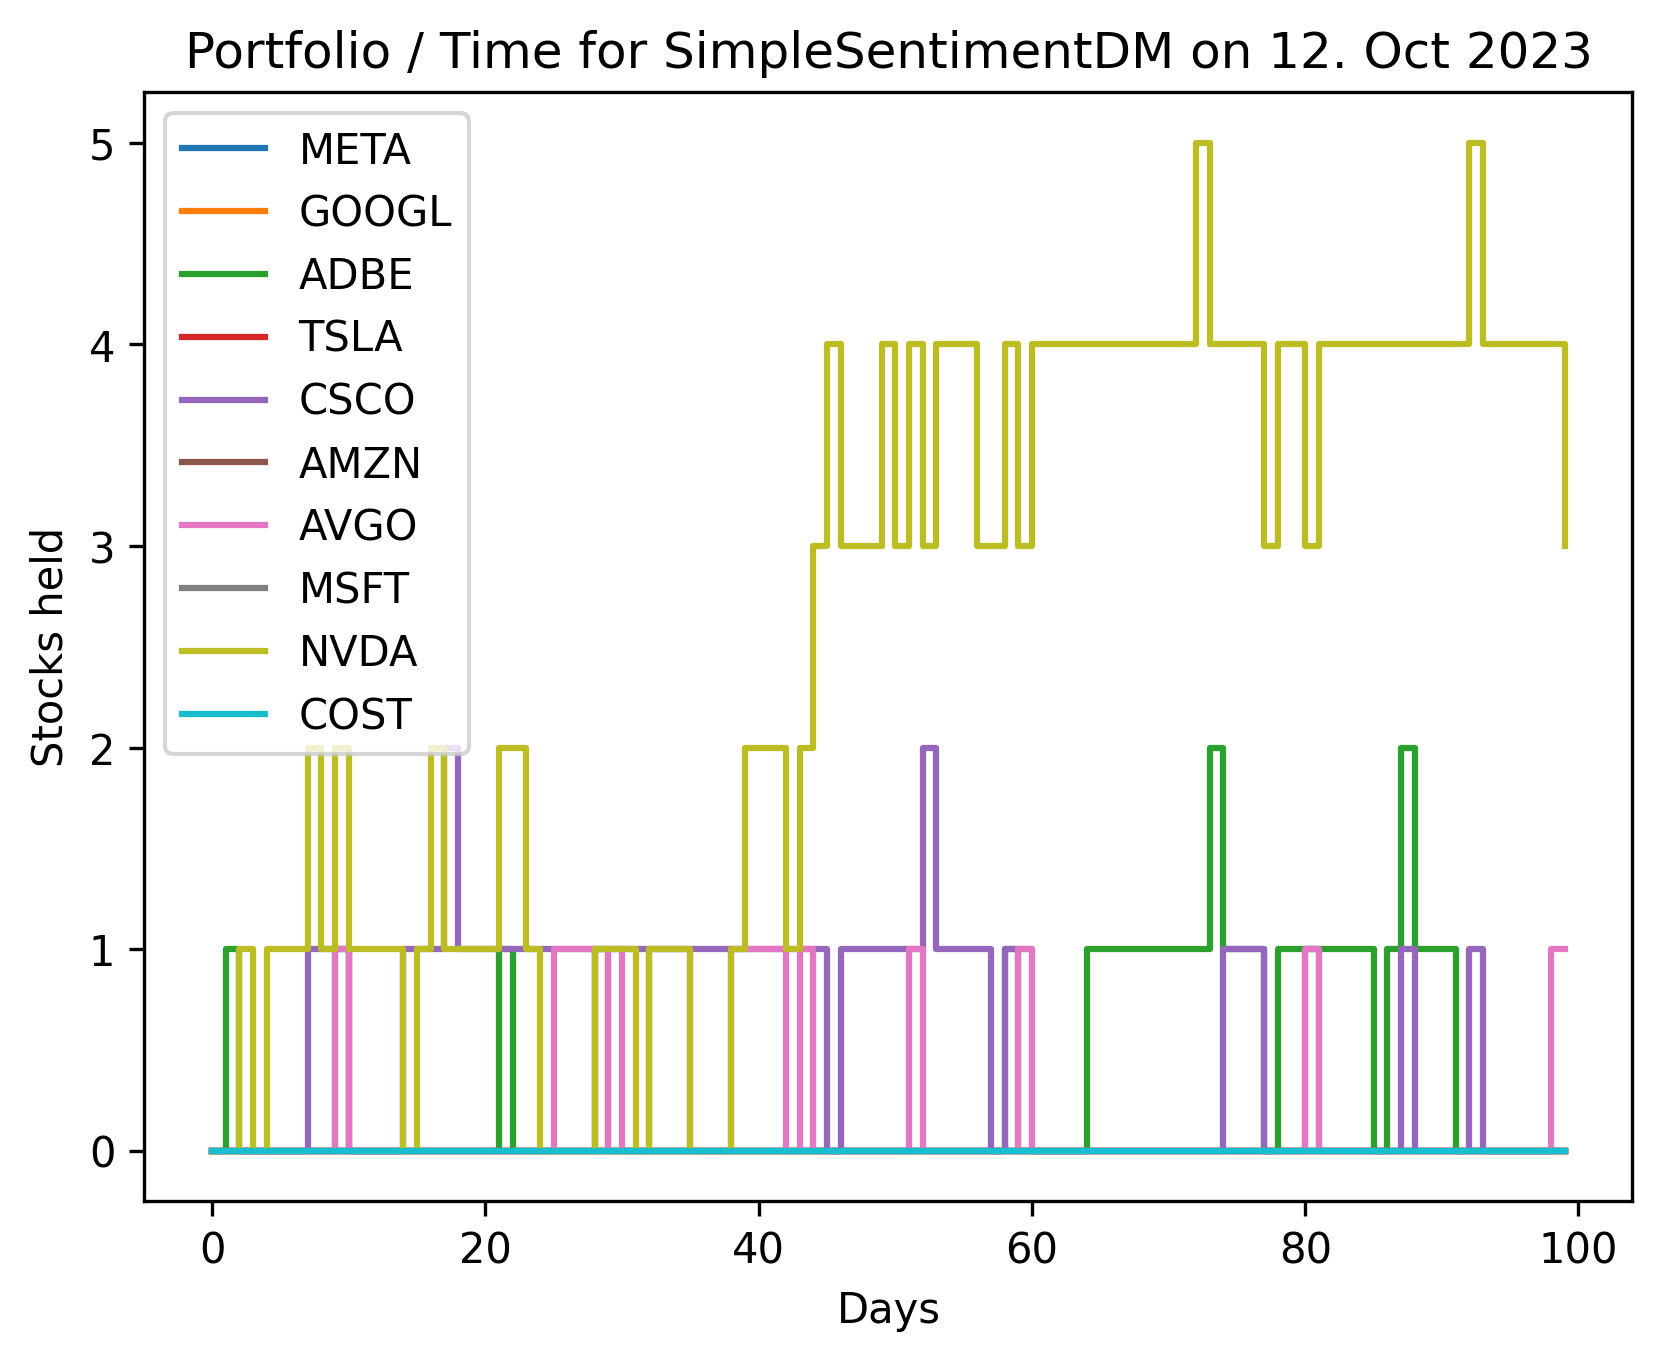 Portfolio / Time for SimpleSentimentDM on 12. Oct 2023
META
GOOGL
ADBE
TSLA
CSCO
AMZN
AVGO
MSFT
NVDA
COST
Stocks held
5
4
3
2
1
0
0 20 40 60 80 100
Days